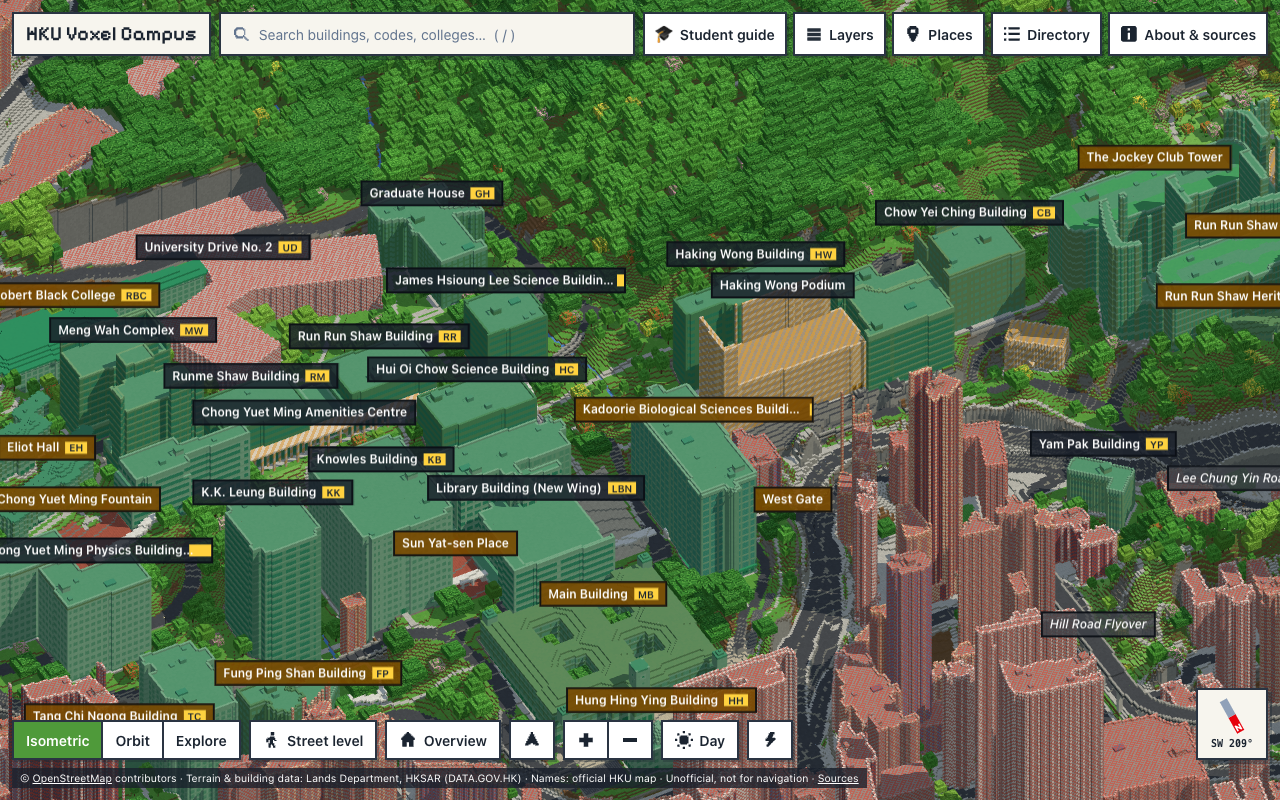 HKU Voxel Campus
Search buildings, codes, colleges... ( / )
Student guide
Layers
Places
Directory
About & sources
The Jockey Club Tower
Graduate House GH
Chow Yei Ching Building CB
Run Run Shaw
University Drive No. 2 UD
Haking Wong Building HW
James Hsioung Lee Science Buildin...
Haking Wong Podium
obert Black College RBC
Run Run Shaw Herit
Meng Wah Complex MW
Run Run Shaw Building RR
Runme Shaw Building RM
Hui Oi Chow Science Building HC
Chong Yuet Ming Amenities Centre
Kadoorie Biological Sciences Buildi...
Eliot Hall EH
Yam Pak Building YP
Knowles Building KB
Lee Chung Yin Roa
Chong Yuet Ming Fountain
K.K. Leung Building KK
Library Building (New Wing) LBN
West Gate
ong Yuet Ming Physics Building...
Sun Yat-sen Place
Main Building MB
Hill Road Flyover
Fung Ping Shan Building FP
Hung Hing Ying Building HH
Tang Chi Ngong Building TC
Isometric
Orbit
Explore
Street level
Overview
Day
SW 209°
© OpenStreetMap contributors · Terrain & building data: Lands Department, HKSAR (DATA.GOV.HK) · Names: official HKU map · Unofficial, not for navigation · Sources